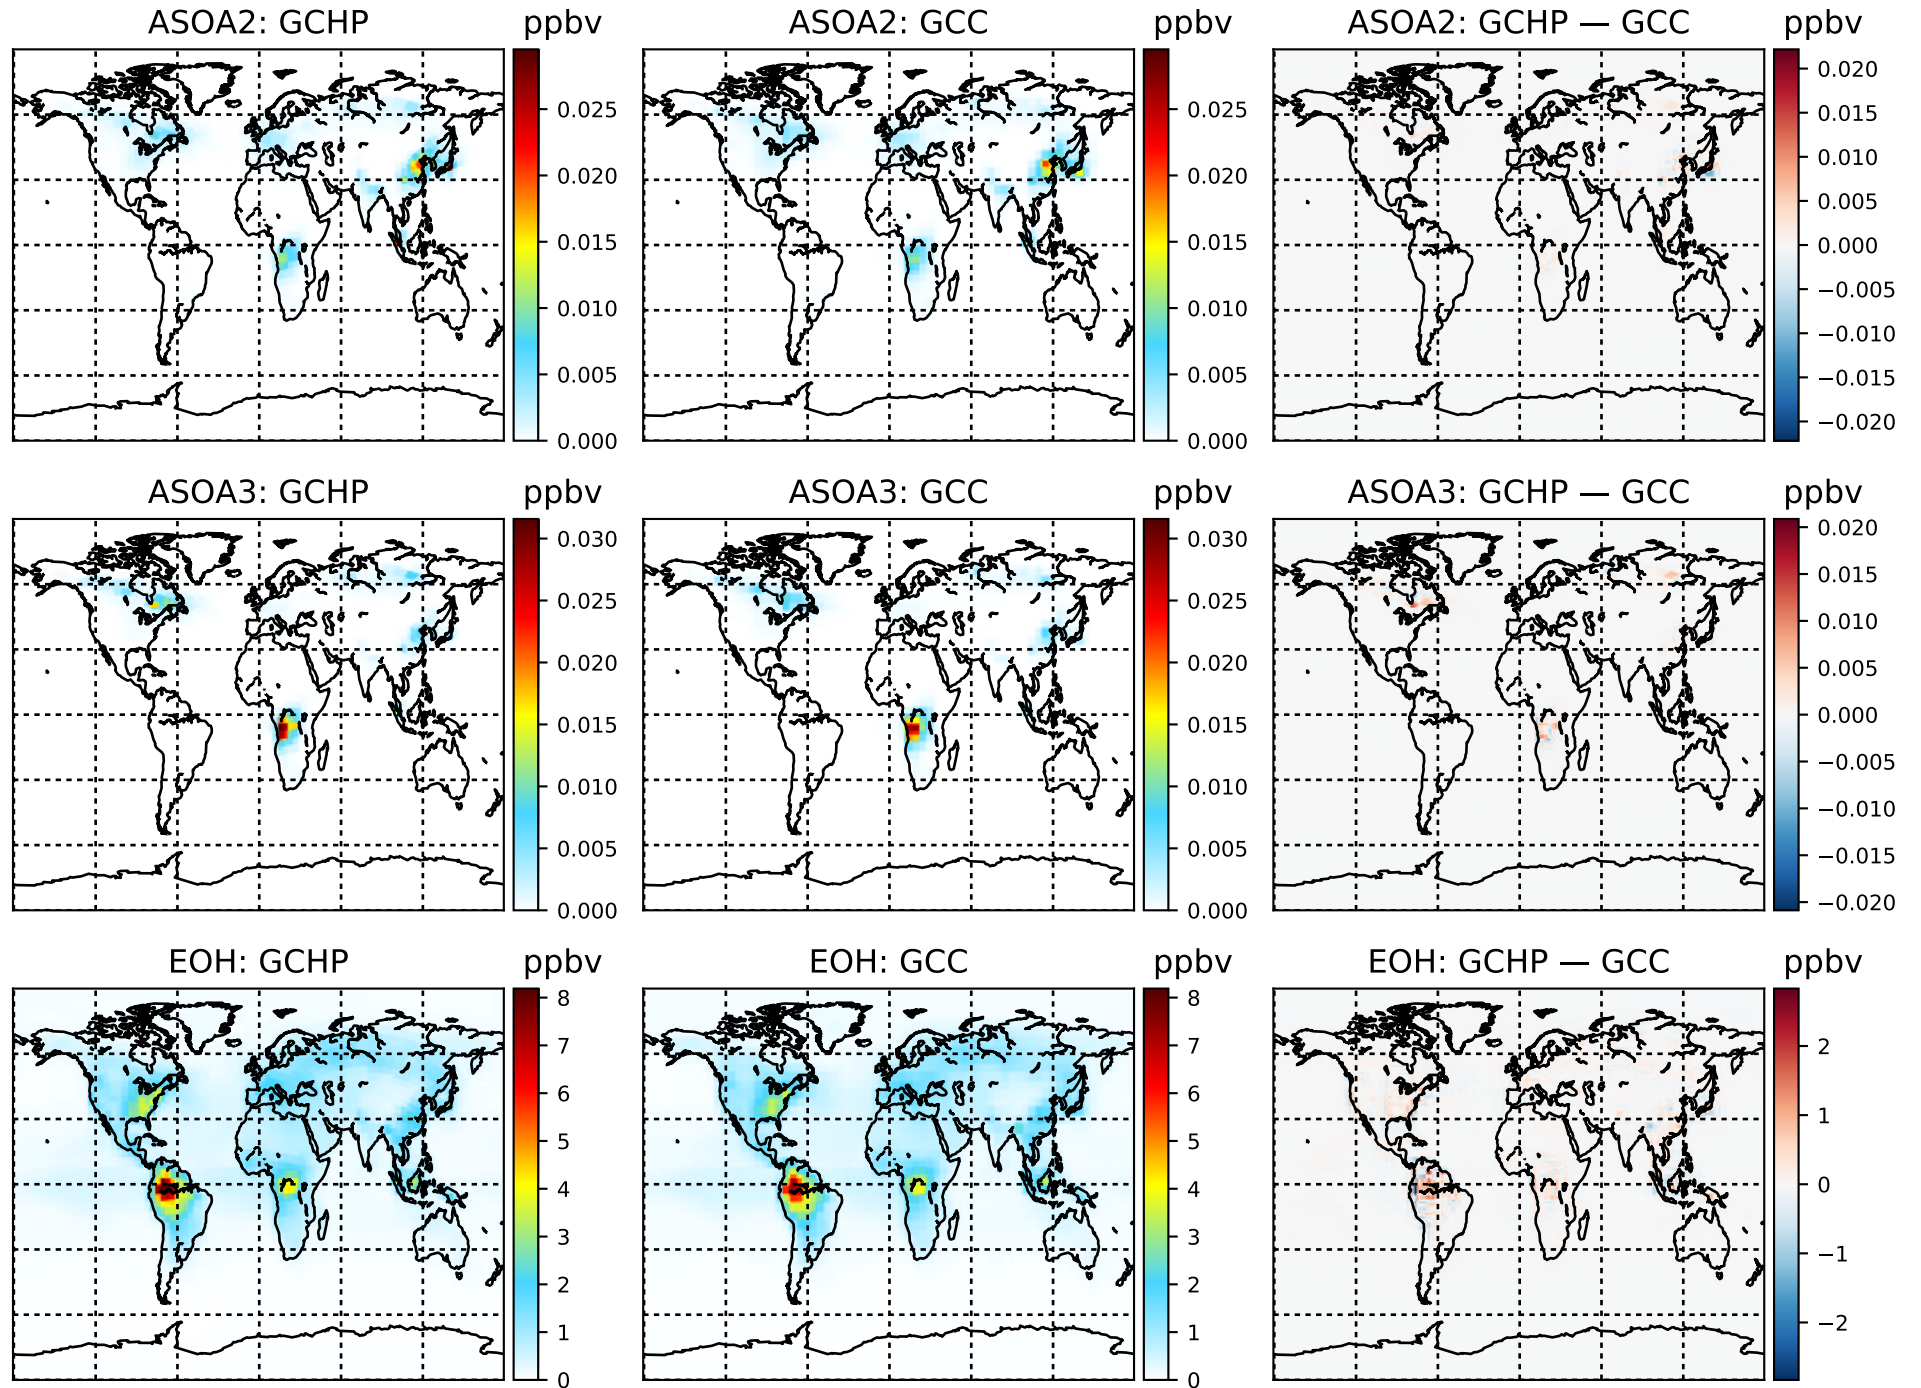 ASOA2: GCHP ppbv ASOA2: GCC ppbv ASOA2: GCHP — GCC ppbv
0.025 0.025 0.020
0.020 0.020 0.015
0.015 0.015 0.010
0.010 0.010 0.005
0.005 0.005 0.000
0.000 0.000 −0.005
−0.010
−0.015
−0.020
ASOA3: GCHP ppbv ASOA3: GCC ppbv ASOA3: GCHP — GCC ppbv
0.030 0.030 0.020
0.025 0.025 0.015
0.020 0.020 0.010
0.015 0.015 0.005
0.010 0.010 0.000
0.005 0.005 −0.005
0.000 0.000 −0.010
−0.015
−0.020
EOH: GCHP ppbv EOH: GCC ppbv EOH: GCHP — GCC ppbv
8 8 2
7 7 1
6 6 0
5 5 −1
4 4 −2
3 3
2 2
1 1
0 0